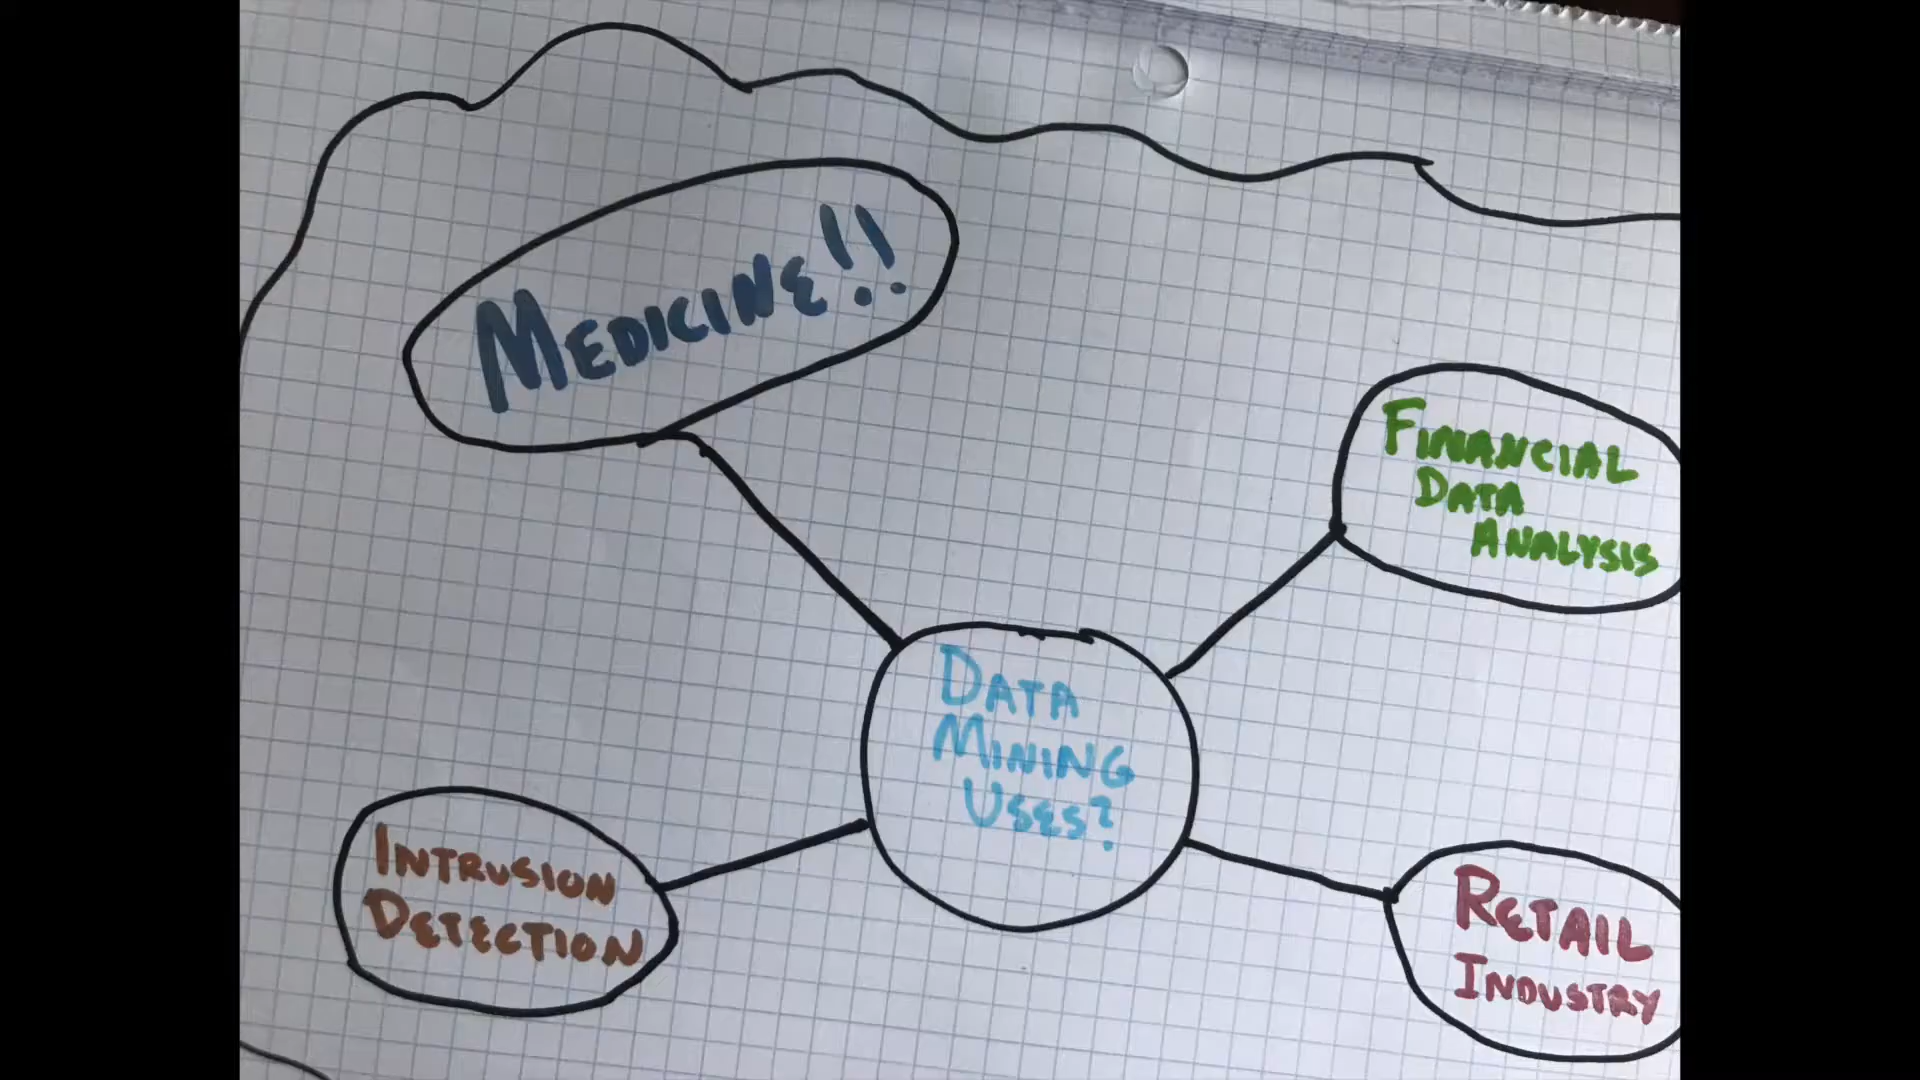 MEDICINE!!
FINANCIAL
DATA
ANALYSIS
DATA
MINING
USES?
INTRUSION
DETECTION
RETAIL
INDUSTRY